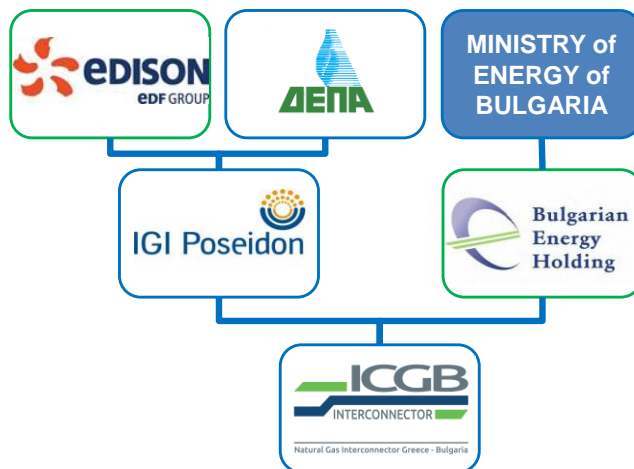 eDISON
eDF GROUP
ΔΕΠΑ
MINISTRY of
ENERGY of
BULGARIA
IGI Poseidon
Bulgarian
Energy
Holding
ICGB
INTERCONNECTOR
Natural Gas Interconnector Greece - Bulgaria